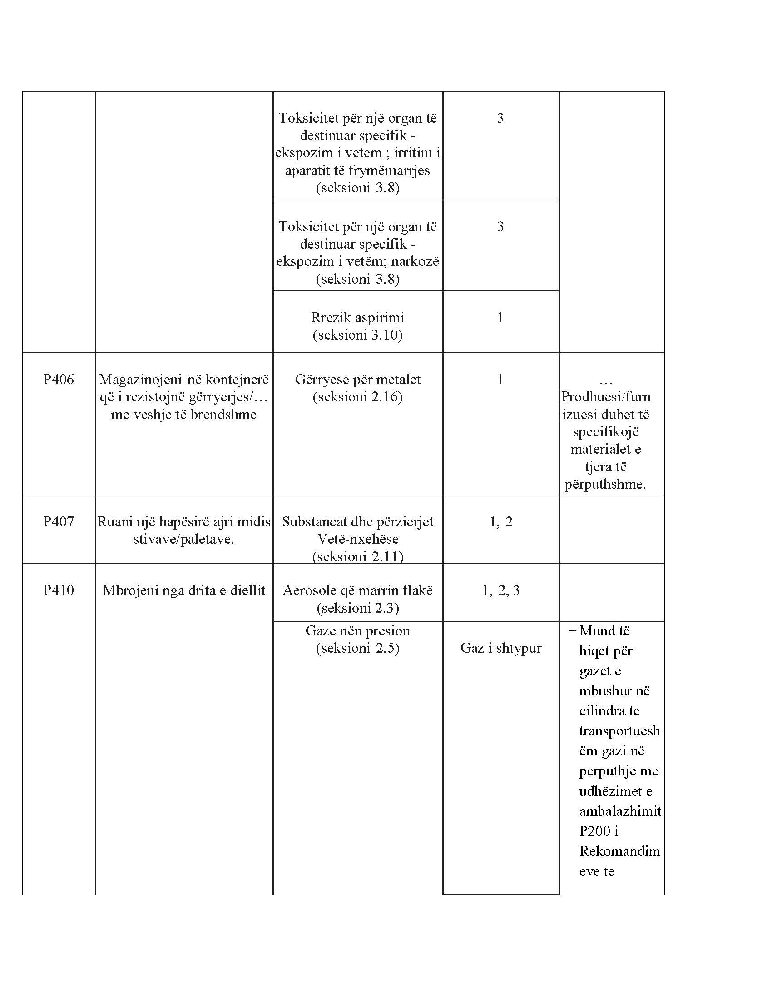 Toksicitet për një organ të
destinuar specifik -
ekspozim i vetem ; irritim i
aparatit të frymëmarrjes
(seksioni 3.8)
3
Toksicitet për një organ të
destinuar specifik -
ekspozim i vetëm; narkozë
(seksioni 3.8)
3
Rrezik aspirimi
(seksioni 3.10)
1
P406
Magazinojeni në kontejnerë
që i rezistojnë gërryerjes/…
me veshje të brendshme
Gërryese për metalet
(seksioni 2.16)
1
…
Prodhuesi/furn
izuesi duhet të
specifikojë
materialet e
tjera të
përputhshme.
P407
Ruani një hapësirë ajri midis
stivave/paletave.
Substancat dhe përzierjet
Vetë-nxehëse
(seksioni 2.11)
1, 2
P410
Mbrojeni nga drita e diellit
Aerosole që marrin flakë
(seksioni 2.3)
1, 2, 3
Gaze nën presion
(seksioni 2.5)
Gaz i shtypur
– Mund të
hiqet për
gazet e
mbushur në
cilindra te
transportuesh
ëm gazi në
perputhje me
udhëzimet e
ambalazhimit
P200 i
Rekomandim
eve te